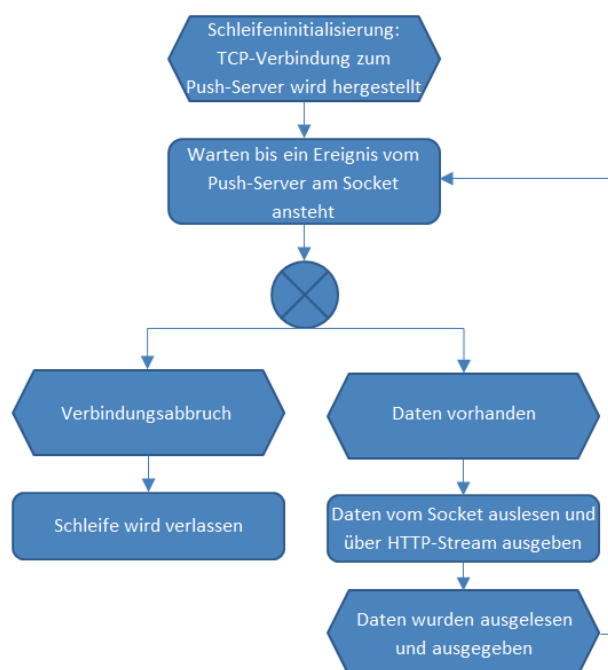 Schleifeninitialisierung:
TCP-Verbindung zum
Push-Server wird hergestellt
Warten bis ein Ereignis vom
Push-Server am Socket
ansteht
Verbindungsabbruch
Daten vorhanden
Schleife wird verlassen
Daten vom Socket auslesen und
über HTTP-Stream ausgeben
Daten wurden ausgelesen
und ausgegeben